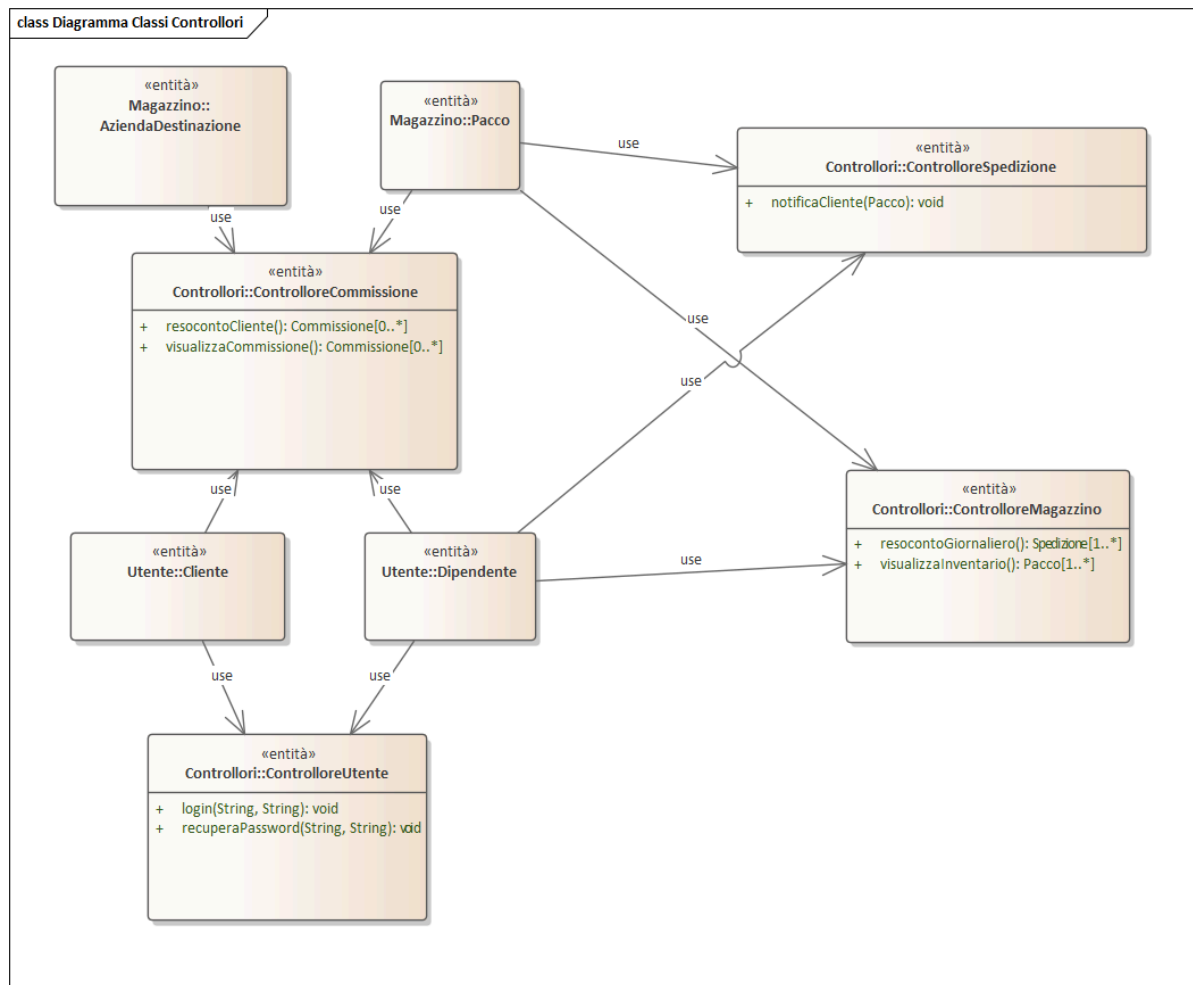 class Diagramma Classi Controllori
«entità»
Magazzino::
AziendaDestinazione
«entità»
Magazzino::Pacco
use
«entità»
Controllori::ControlloreSpedizione
+ notificaCliente(Pacco): void
use
use
«entità»
Controllori::ControlloreCommissione
+ resocontoCliente(): Commissione[0..*]
+ visualizzaCommissione(): Commissione[0..*]
use
use
use
use
«entità»
Controllori::ControlloreMagazzino
+ resocontoGiornaliero(): Spedizione[1..*]
+ visualizzaInventario(): Pacco[1..*]
«entità»
Utente::Cliente
«entità»
Utente::Dipendente
use
use
use
«entità»
Controllori::ControlloreUtente
+ login(String, String): void
+ recuperaPassword(String, String): void